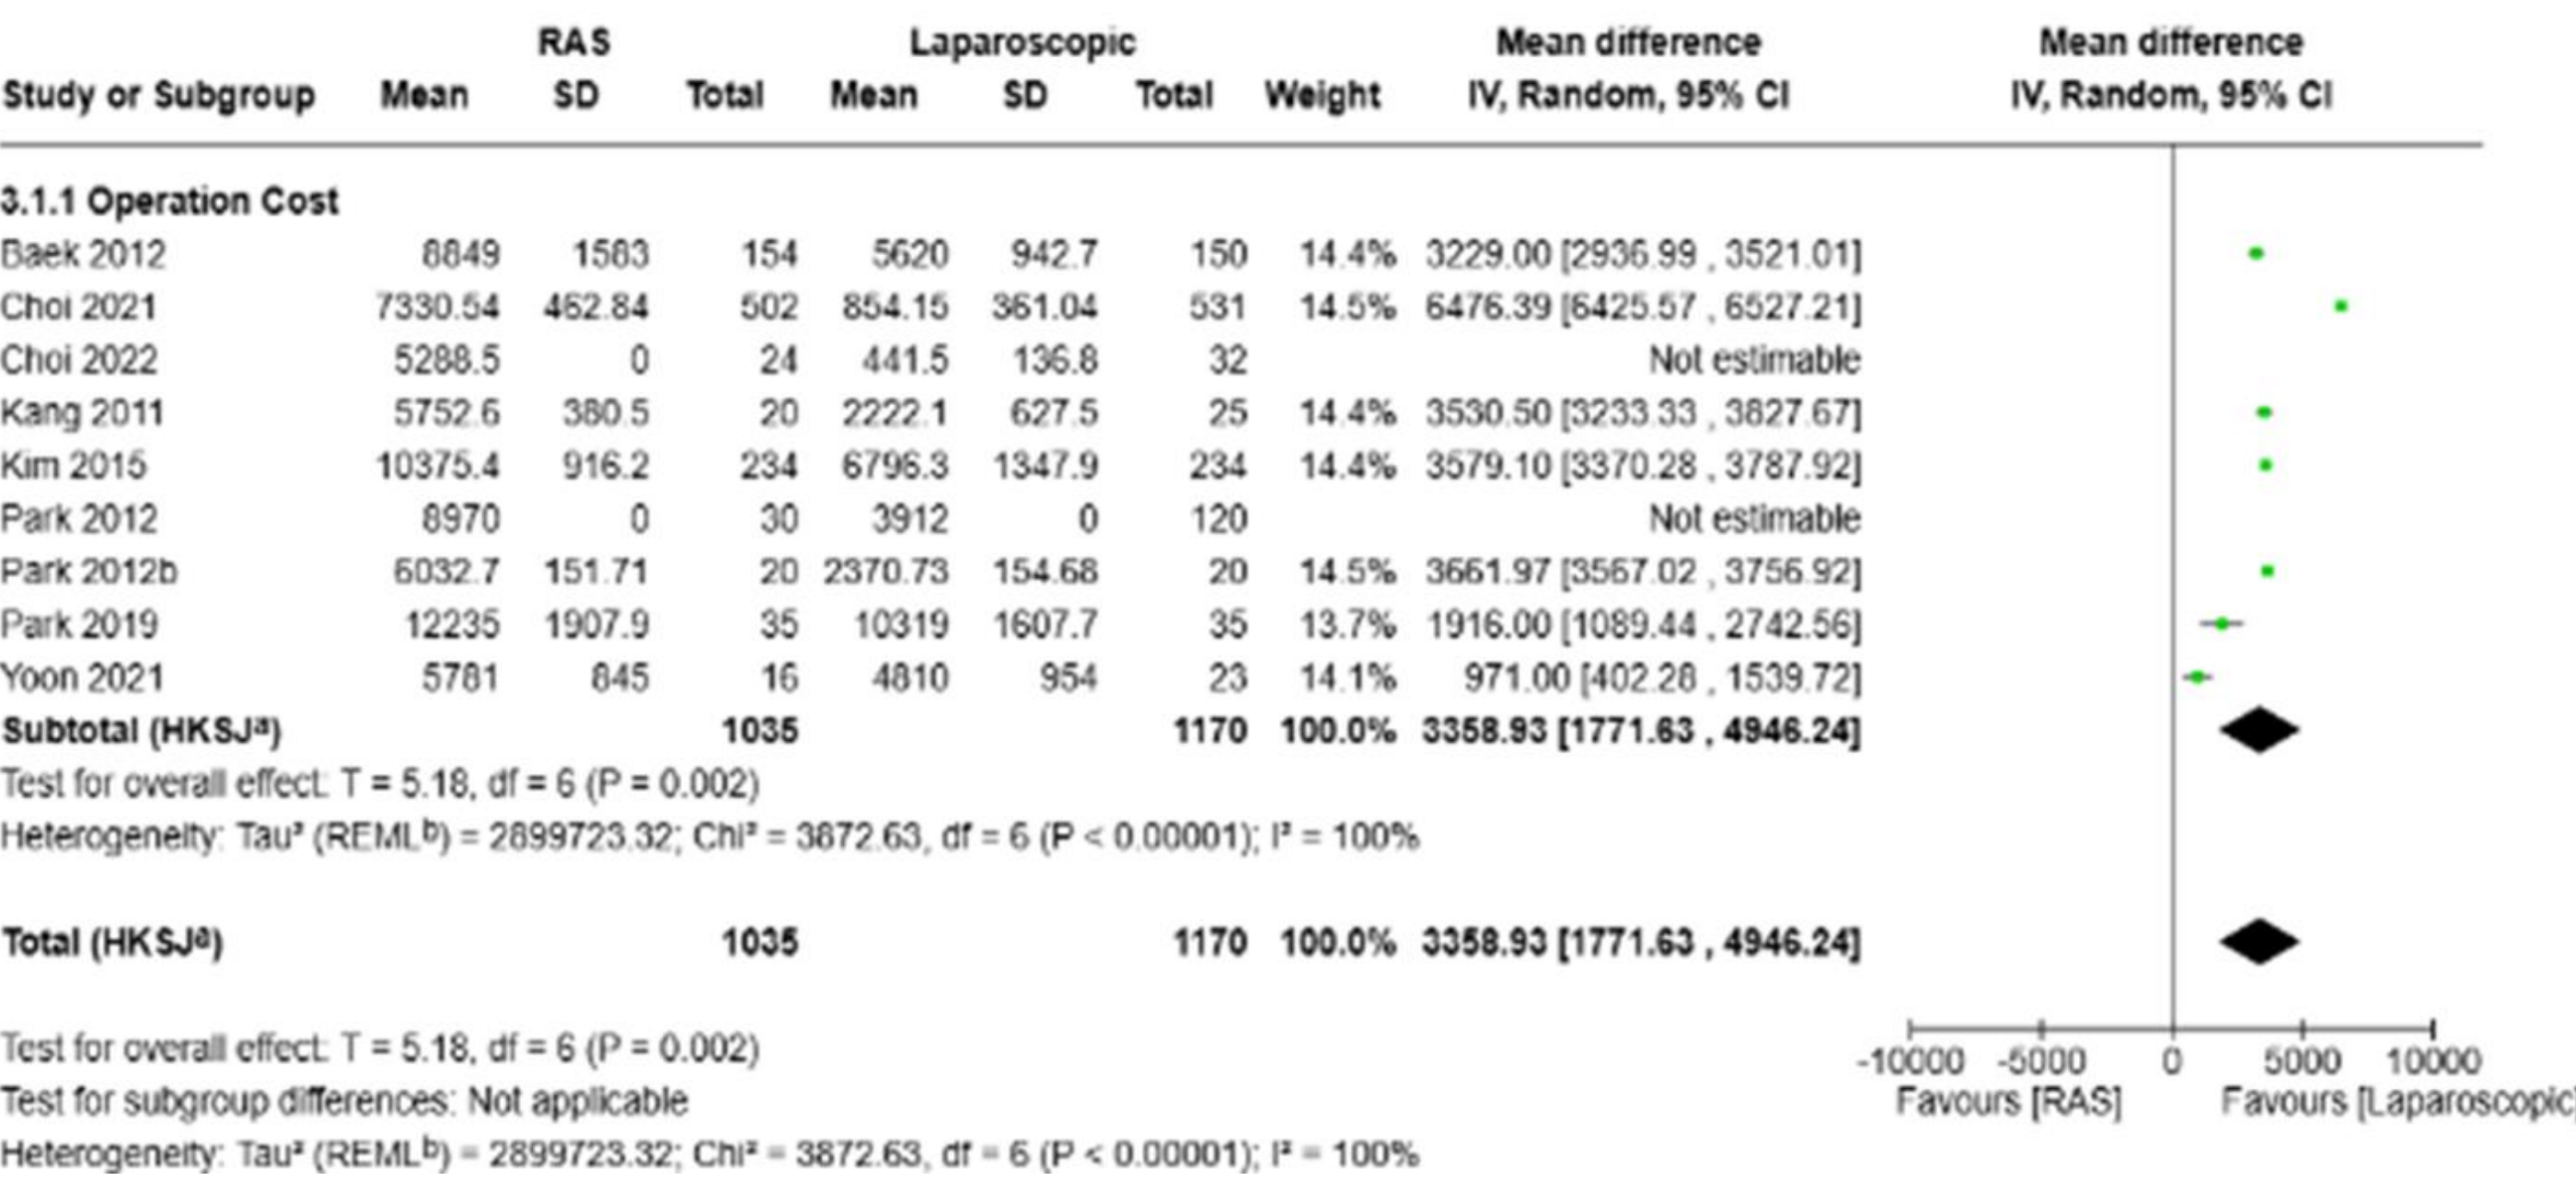 RAS Laparoscopic Mean difference Mean difference
Study or Subgroup Mean SD Total Mean SD Total Weight IV, Random, 95% CI IV, Random, 95% CI
3.1.1 Operation Cost
Baek 2012 8849 1583 154 5620 942.7 150 14.4% 3229.00 [2936.99 , 3521.01]
Choi 2021 7330.54 462.84 502 854.15 361.04 531 14.5% 6476.39 [6425.57 , 6527.21]
Choi 2022 5288.5 0 24 441.5 136.8 32 Not estimable
Kang 2011 5752.6 380.5 20 2222.1 627.5 25 14.4% 3530.50 [3233.33 , 3827.67]
Kim 2015 10375.4 916.2 234 6796.3 1347.9 234 14.4% 3579.10 [3370.28 , 3787.92]
Park 2012 8970 0 30 3912 0 120 Not estimable
Park 2012b 6032.7 151.71 20 2370.73 154.68 20 14.5% 3661.97 [3567.02 , 3756.92]
Park 2019 12235 1907.9 35 10319 1607.7 35 13.7% 1916.00 [1089.44 , 2742.56]
Yoon 2021 5781 845 16 4810 954 23 14.1% 971.00 [402.28 , 1539.72]
Subtotal (HKSJª) 1035 1170 100.0% 3358.93 [1771.63 , 4946.24]
Test for overall effect: T = 5.18, df = 6 (P = 0.002)
Heterogeneity: Tau² (REMLᵇ) = 2899723.32; Chi² = 3872.63, df = 6 (P < 0.00001); I² = 100%
Total (HKSJª) 1035 1170 100.0% 3358.93 [1771.63 , 4946.24]
Test for overall effect: T = 5.18, df = 6 (P = 0.002)
-10000 -5000 0 5000 10000
Test for subgroup differences: Not applicable Favours [RAS] Favours [Laparoscopic]
Heterogeneity: Tau² (REMLᵇ) = 2899723.32; Chi² = 3872.63, df = 6 (P < 0.00001); I² = 100%